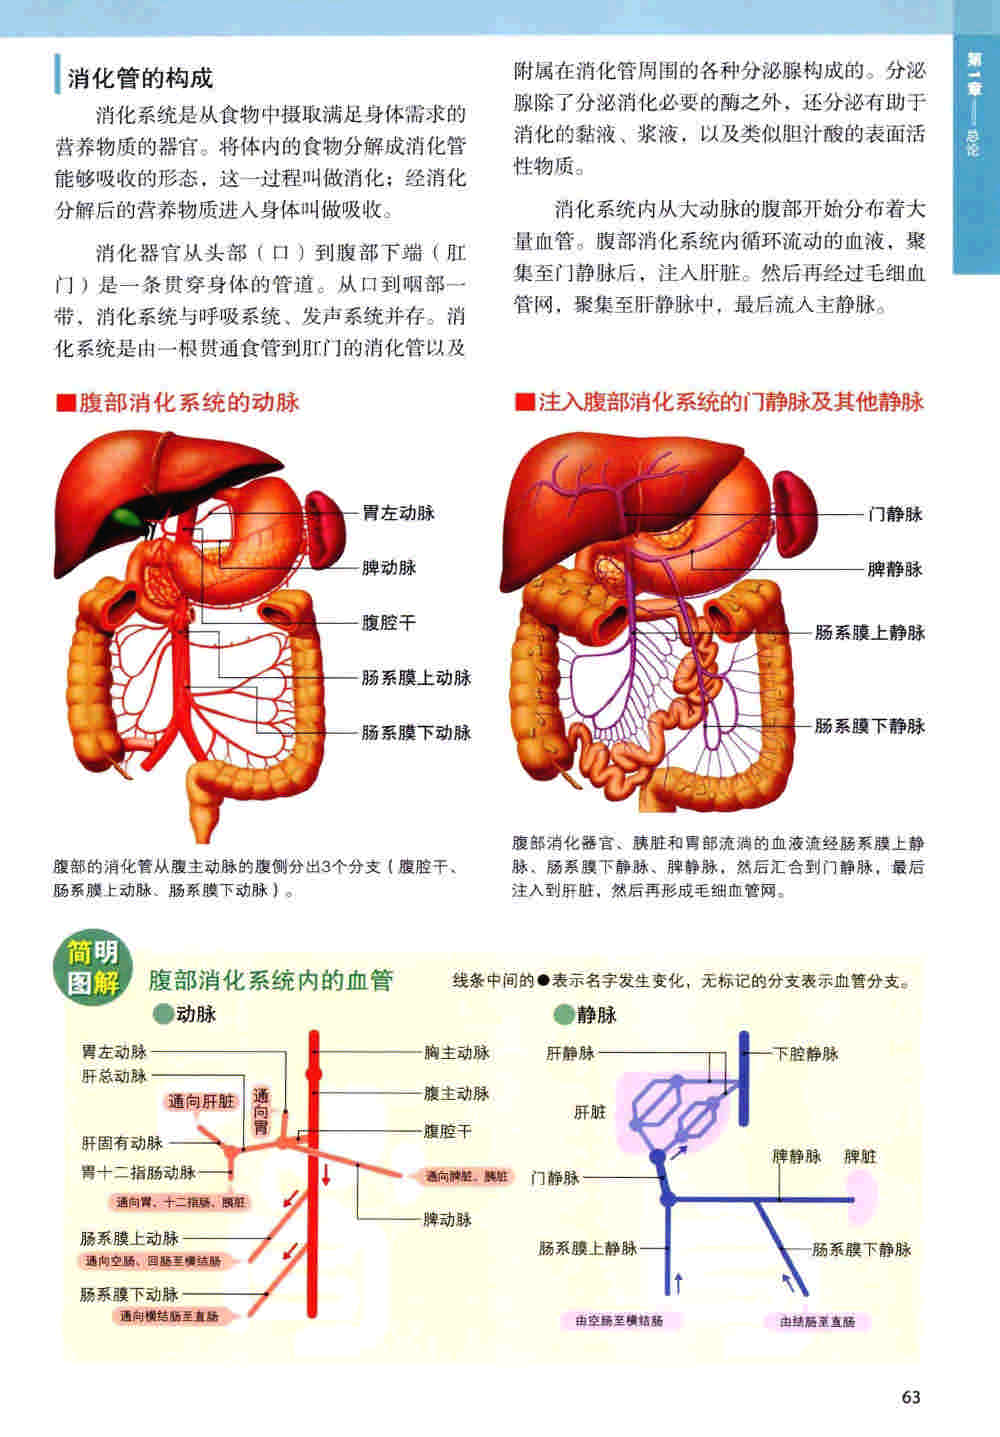 第1章——总论
消化管的构成
消化系统是从食物中摄取满足身体需求的
营养物质的器官。将体内的食物分解成消化管
能够吸收的形态，这一过程叫做消化；经消化
分解后的营养物质进入身体叫做吸收。
消化器官从头部（口）到腹部下端（肛
门）是一条贯穿身体的管道。从口到咽部一
带，消化系统与呼吸系统、发声系统并存。消
化系统是由一根贯通食管到肛门的消化管以及
附属在消化管周围的各种分泌腺构成的。分泌
腺除了分泌消化必要的酶之外，还分泌有助于
消化的黏液、浆液，以及类似胆汁酸的表面活
性物质。
消化系统内从大动脉的腹部开始分布着大
量血管。腹部消化系统内循环流动的血液，聚
集至门静脉后，注入肝脏。然后再经过毛细血
管网，聚集至肝静脉中，最后流入主静脉。
■腹部消化系统的动脉
胃左动脉
脾动脉
腹腔干
肠系膜上动脉
肠系膜下动脉
腹部的消化管从腹主动脉的腹侧分出3个分支（腹腔干、
肠系膜上动脉、肠系膜下动脉）。
■注入腹部消化系统的门静脉及其他静脉
门静脉
脾静脉
肠系膜上静脉
肠系膜下静脉
腹部消化器官、胰脏和胃部流淌的血液流经肠系膜上静
脉、肠系膜下静脉、脾静脉，然后汇合到门静脉，最后
注入到肝脏，然后再形成毛细血管网。
简明
图解
腹部消化系统内的血管
线条中间的●表示名字发生变化，无标记的分支表示血管分支。
●动脉
胃左动脉
肝总动脉
通向肝脏
通向胃
肝固有动脉
胃十二指肠动脉
通向胃、十二指肠、胰脏
肠系膜上动脉
通向空肠、回肠至横结肠
肠系膜下动脉
通向横结肠至直肠
胸主动脉
腹主动脉
腹腔干
通向脾脏、胰脏
脾动脉
●静脉
肝静脉
下腔静脉
肝脏
脾静脉
脾脏
门静脉
肠系膜上静脉
肠系膜下静脉
由空肠至横结肠
由结肠至直肠
63